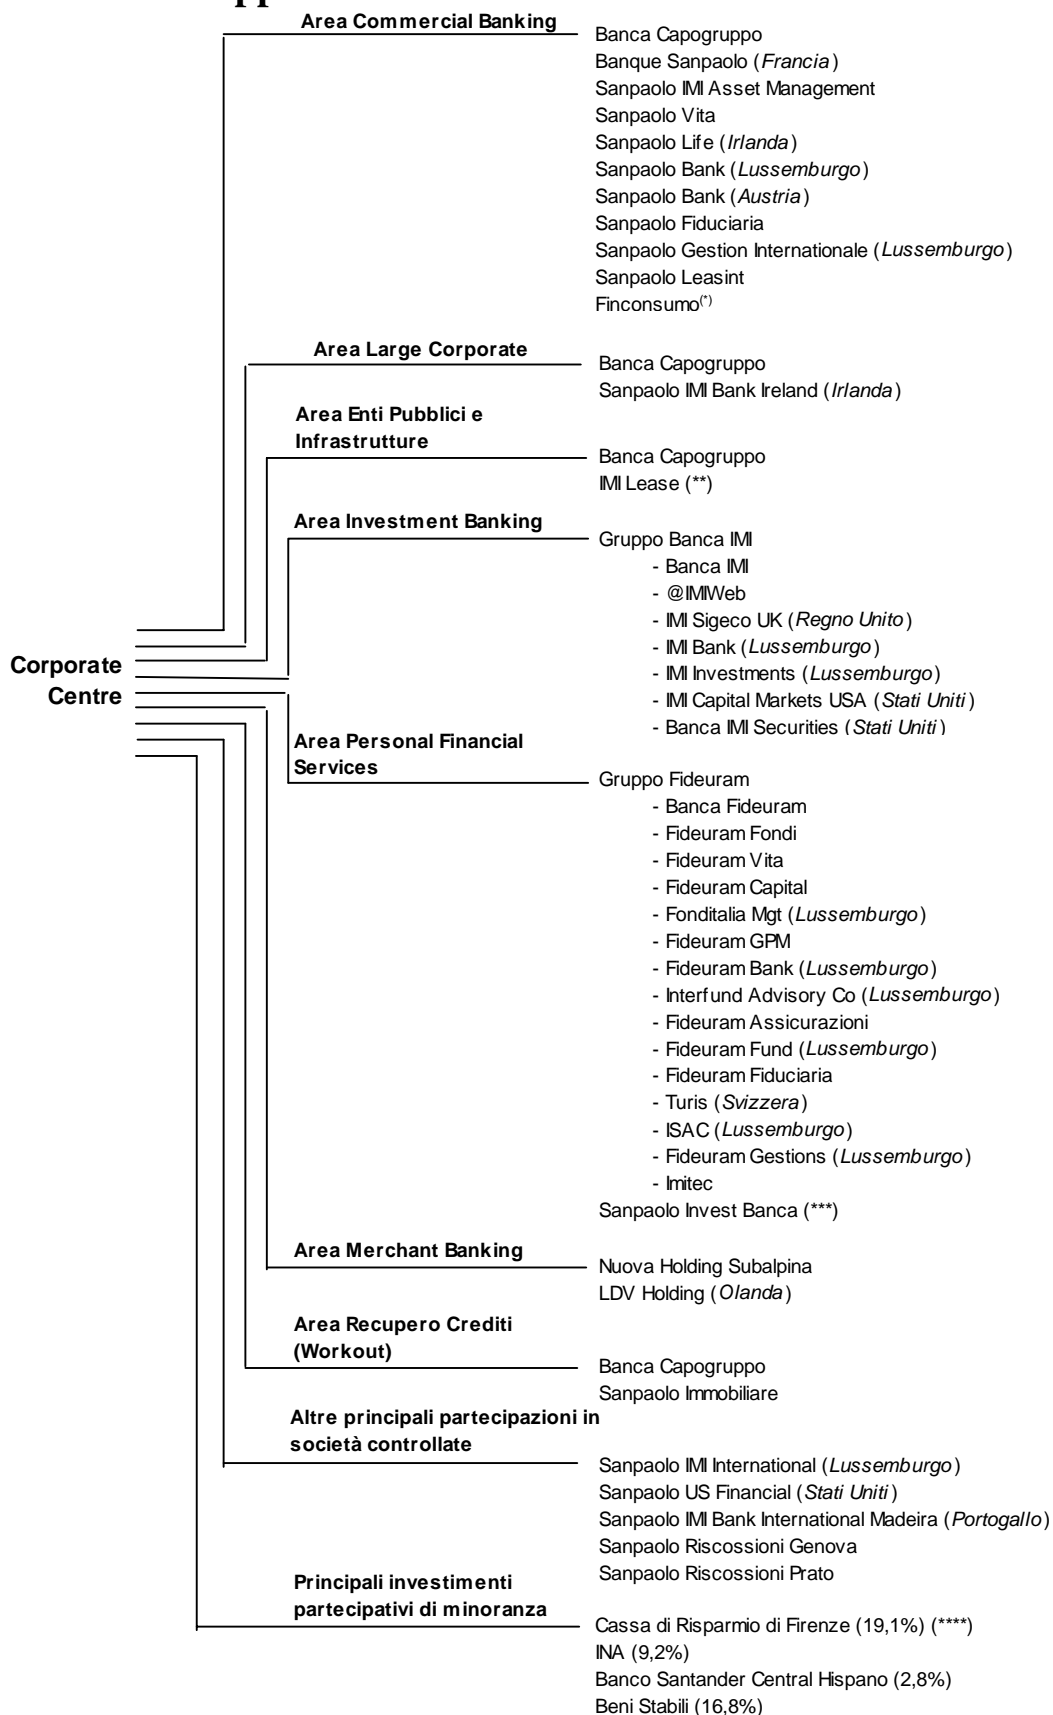 Area Commercial Banking
Banca Capogruppo
Banque Sanpaolo (Francia)
Sanpaolo IMI Asset Management
Sanpaolo Vita
Sanpaolo Life (Irlanda)
Sanpaolo Bank (Lussemburgo)
Sanpaolo Bank (Austria)
Sanpaolo Fiduciaria
Sanpaolo Gestion Internationale (Lussemburgo)
Sanpaolo Leasint
Finconsumo(*)
Area Large Corporate
Banca Capogruppo
Sanpaolo IMI Bank Ireland (Irlanda)
Area Enti Pubblici e
Infrastrutture
Banca Capogruppo
IMI Lease (**)
Area Investment Banking
Gruppo Banca IMI
- Banca IMI
- @IMIWeb
- IMI Sigeco UK (Regno Unito)
- IMI Bank (Lussemburgo)
- IMI Investments (Lussemburgo)
- IMI Capital Markets USA (Stati Uniti)
- Banca IMI Securities (Stati Uniti)
Corporate
Centre
Area Personal Financial
Services
Gruppo Fideuram
- Banca Fideuram
- Fideuram Fondi
- Fideuram Vita
- Fideuram Capital
- Fonditalia Mgt (Lussemburgo)
- Fideuram GPM
- Fideuram Bank (Lussemburgo)
- Interfund Advisory Co (Lussemburgo)
- Fideuram Assicurazioni
- Fideuram Fund (Lussemburgo)
- Fideuram Fiduciaria
- Turis (Svizzera)
- ISAC (Lussemburgo)
- Fideuram Gestions (Lussemburgo)
- Imitec
Sanpaolo Invest Banca (***)
Area Merchant Banking
Nuova Holding Subalpina
LDV Holding (Olanda)
Area Recupero Crediti
(Workout)
Banca Capogruppo
Sanpaolo Immobiliare
Altre principali partecipazioni in
società controllate
Sanpaolo IMI International (Lussemburgo)
Sanpaolo US Financial (Stati Uniti)
Sanpaolo IMI Bank International Madeira (Portogallo)
Sanpaolo Riscossioni Genova
Sanpaolo Riscossioni Prato
Principali investimenti
partecipativi di minoranza
Cassa di Risparmio di Firenze (19,1%) (****)
INA (9,2%)
Banco Santander Central Hispano (2,8%)
Beni Stabili (16,8%)